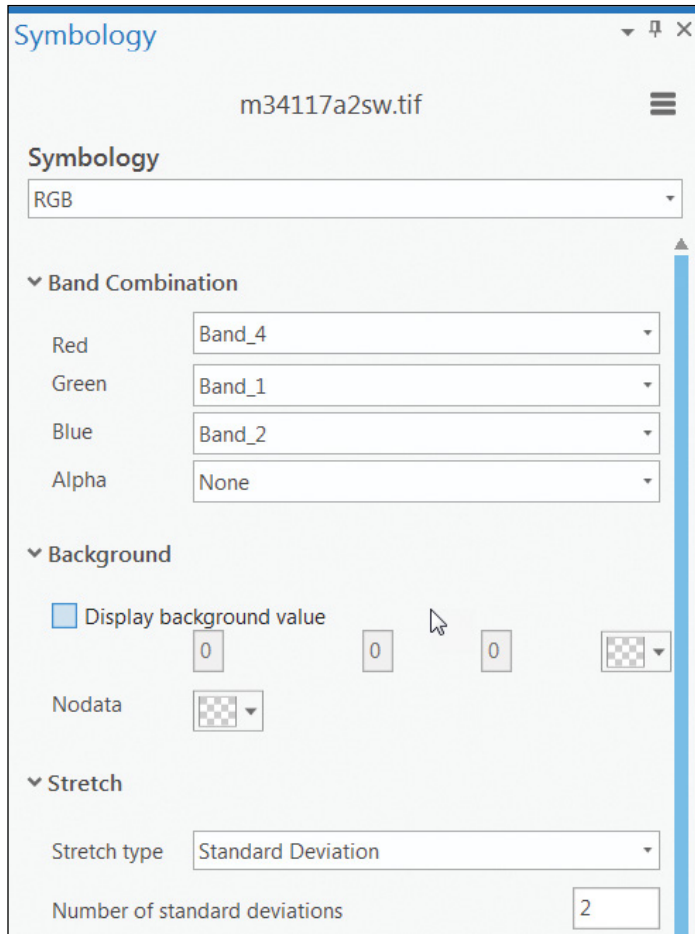 Symbology
m34117a2sw.tif
Symbology
RGB
Band Combination
Red Band_4
Green Band_1
Blue Band_2
Alpha None
Background
Display background value
0 0 0
Nodata
Stretch
Stretch type Standard Deviation
Number of standard deviations 2